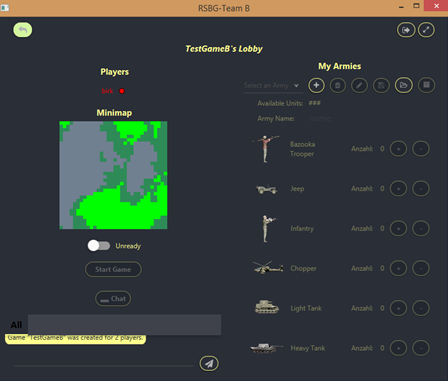 RSBG-Team B
TestGameB's Lobby
Players
My Armies
Select an Army
Available Units: ###
Army Name:
Minimap
Bazooka
Trooper
Anzahl: 0 + -
Jeep
Anzahl: 0 + -
Infantry
Anzahl: 0 + -
Unready
Start Game
Chopper
Anzahl: 0 + -
Chat
Light Tank
Anzahl: 0 + -
All
Game "TestGameB" was created for 2 players.
Heavy Tank
Anzahl: 0 + -